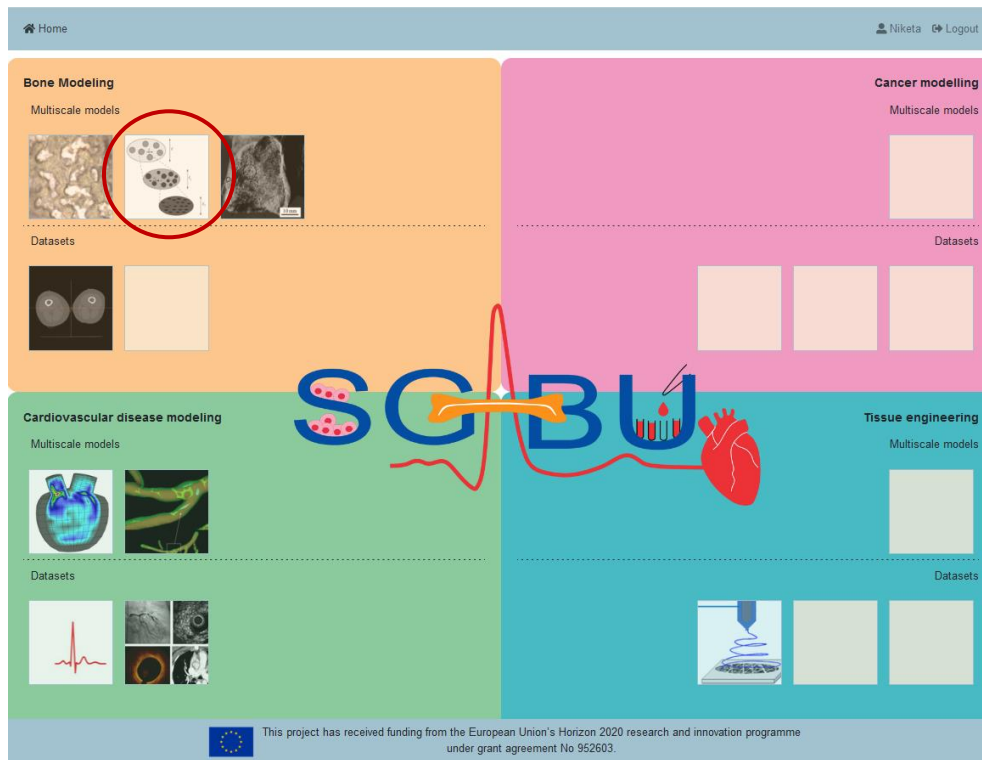 Home
Niketa Logout
Bone Modeling
Multiscale models
Datasets
Cancer modelling
Multiscale models
Datasets
SGABU
Cardiovascular disease modeling
Multiscale models
Datasets
Tissue engineering
Multiscale models
Datasets
This project has received funding from the European Union's Horizon 2020 research and innovation programme
under grant agreement No 952603.